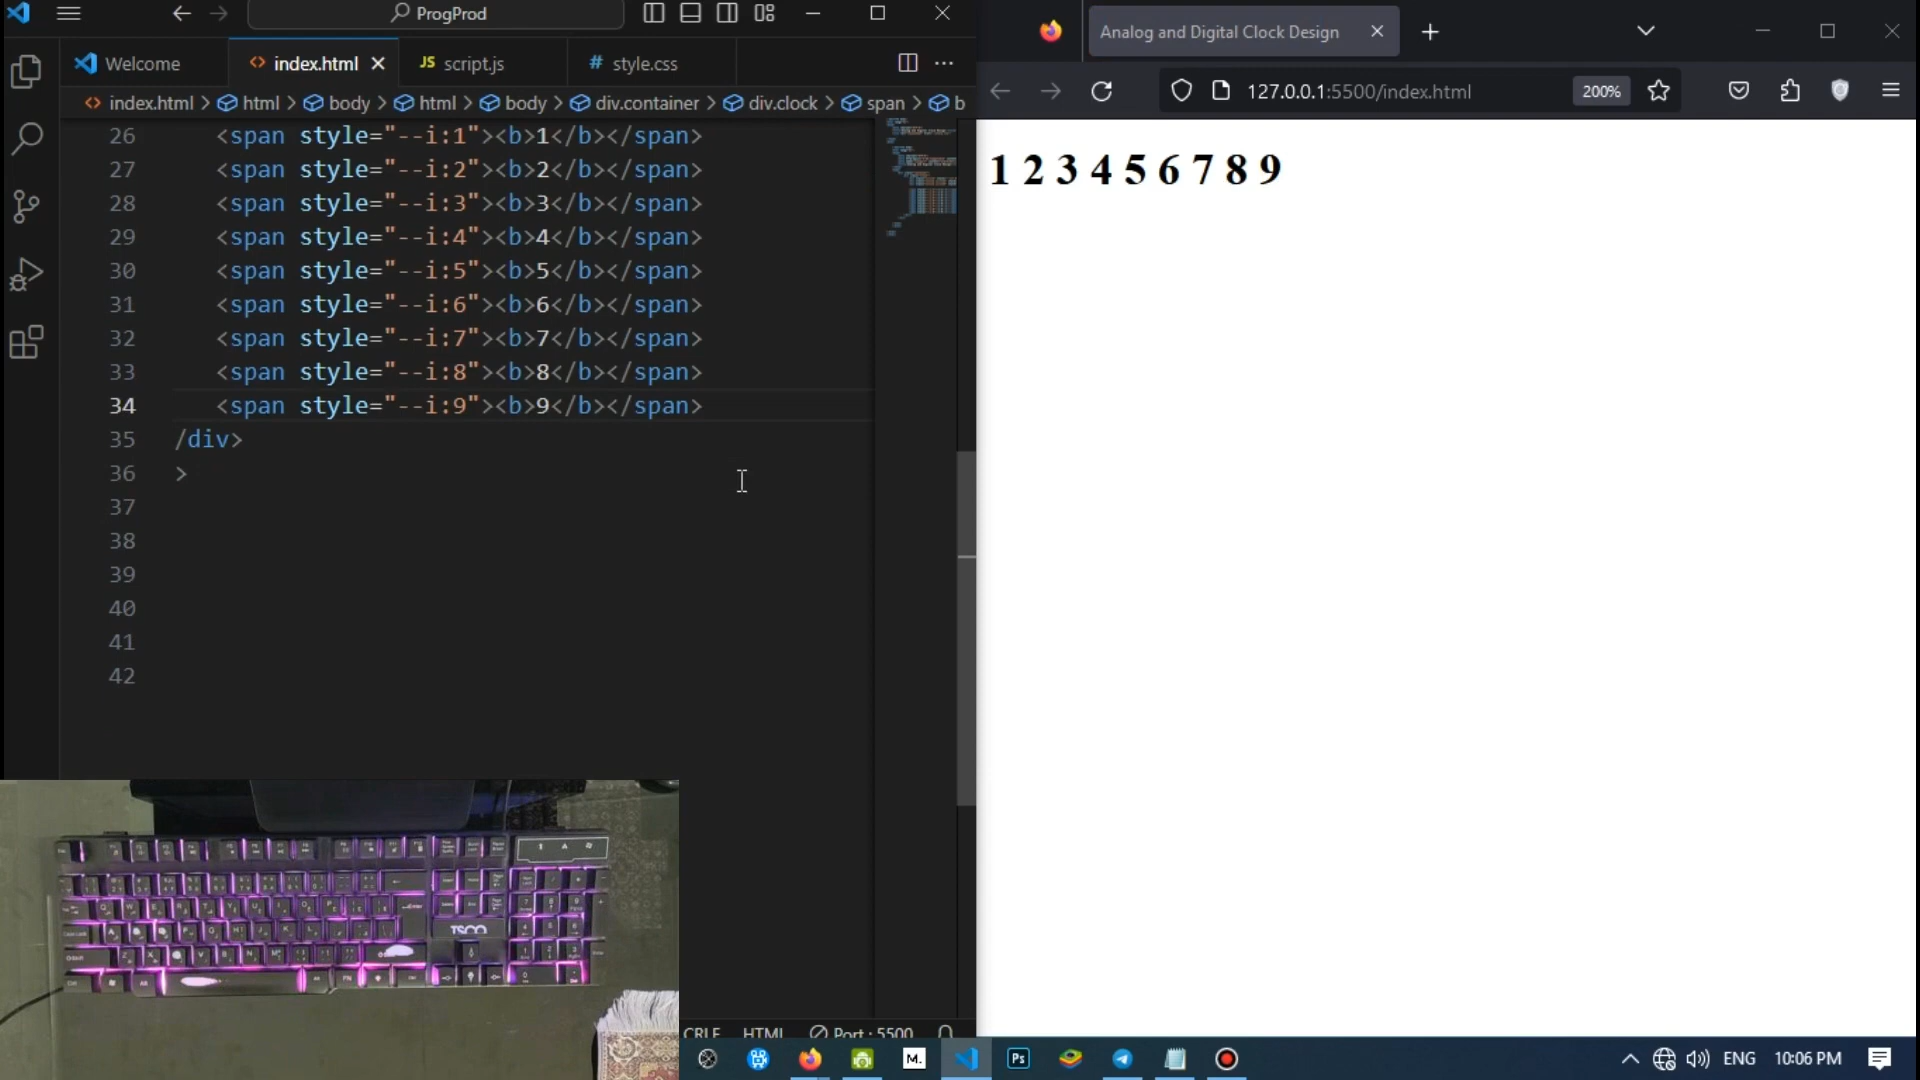 ProgProd
Welcome
index.html
JS script.js
# style.css
index.html > html > body > html > body > div.container > div.clock > span > b
26 <span style="--i:1"><b>1</b></span>
27 <span style="--i:2"><b>2</b></span>
28 <span style="--i:3"><b>3</b></span>
29 <span style="--i:4"><b>4</b></span>
30 <span style="--i:5"><b>5</b></span>
31 <span style="--i:6"><b>6</b></span>
32 <span style="--i:7"><b>7</b></span>
33 <span style="--i:8"><b>8</b></span>
34 <span style="--i:9"><b>9</b></span>
35 /div>
36 >
37
38
39
40
41
42
CRLF HTML Port : 5500
Analog and Digital Clock Design
127.0.0.1:5500/index.html
200%
1 2 3 4 5 6 7 8 9
TSCO
M.
Ps
ENG 10:06 PM